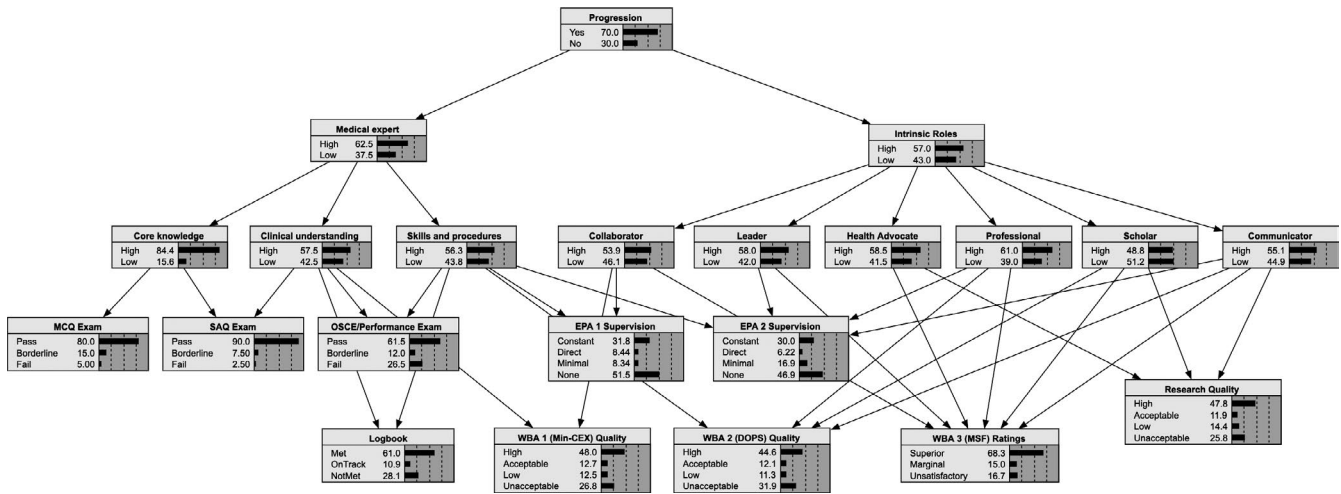 Progression
Yes 70.0
No 30.0
Medical expert
High 62.5
Low 37.5
Intrinsic Roles
High 57.0
Low 43.0
Core knowledge
High 84.4
Low 15.6
Clinical understanding
High 57.5
Low 42.5
Skills and procedures
High 56.3
Low 43.8
Collaborator
High 53.9
Low 46.1
Leader
High 58.0
Low 42.0
Health Advocate
High 58.5
Low 41.5
Professional
High 61.0
Low 39.0
Scholar
High 48.8
Low 51.2
Communicator
High 55.1
Low 44.9
MCQ Exam
Pass 80.0
Borderline 15.0
Fail 5.00
SAQ Exam
Pass 90.0
Borderline 7.50
Fail 2.50
OSCE/Performance Exam
Pass 61.5
Borderline 12.0
Fail 26.5
EPA 1 Supervision
Constant 31.8
Direct 8.44
Minimal 8.34
None 51.5
EPA 2 Supervision
Constant 30.0
Direct 6.22
Minimal 16.9
None 46.9
Research Quality
High 47.8
Acceptable 11.9
Low 14.4
Unacceptable 25.8
Logbook
Met 61.0
OnTrack 10.9
NotMet 28.1
WBA 1 (Min-CEX) Quality
High 48.0
Acceptable 12.7
Low 12.5
Unacceptable 26.8
WBA 2 (DOPS) Quality
High 44.6
Acceptable 12.1
Low 11.3
Unacceptable 31.9
WBA 3 (MSF) Ratings
Superior 68.3
Marginal 15.0
Unsatisfactory 16.7